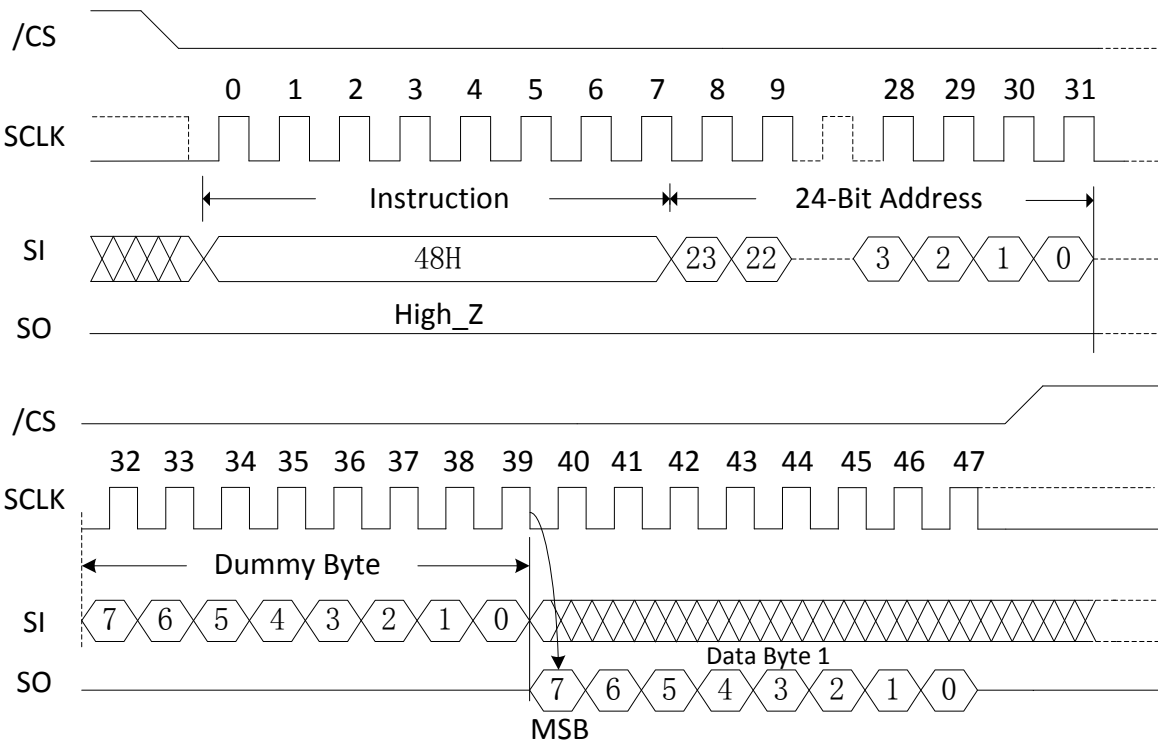 /CS
0 1 2 3 4 5 6 7 8 9 28 29 30 31
SCLK
Instruction 24-Bit Address
SI 48H 23 22 3 2 1 0
High_Z
SO
/CS
32 33 34 35 36 37 38 39 40 41 42 43 44 45 46 47
SCLK
Dummy Byte
SI 7 6 5 4 3 2 1 0
Data Byte 1
SO 7 6 5 4 3 2 1 0
MSB